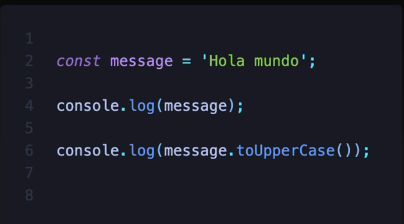 1
2 const message = 'Hola mundo';
3
4 console.log(message);
5
6 console.log(message.toUpperCase());
7
8